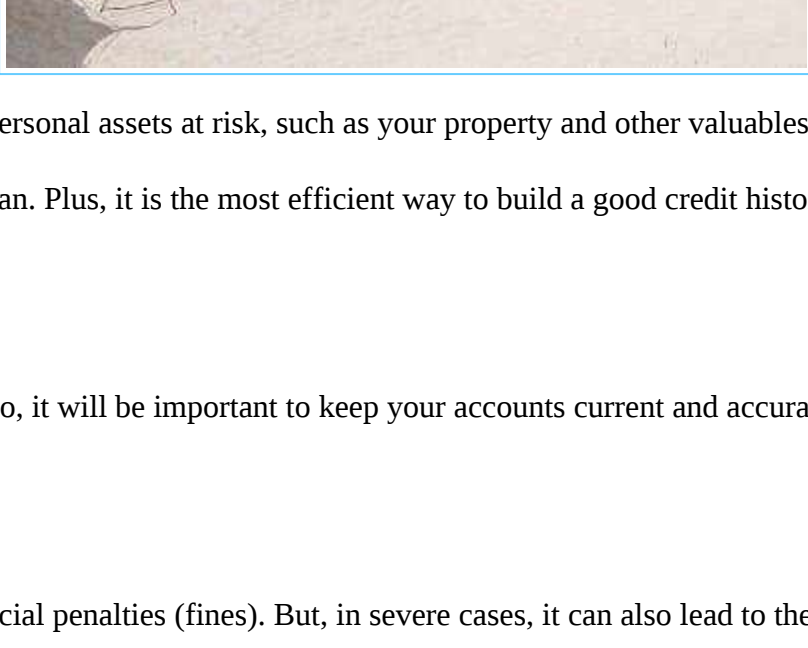 ersonal assets at risk, such as your property and other valuables
an. Plus, it is the most efficient way to build a good credit histo
o, it will be important to keep your accounts current and accura
cial penalties (fines). But, in severe cases, it can also lead to the